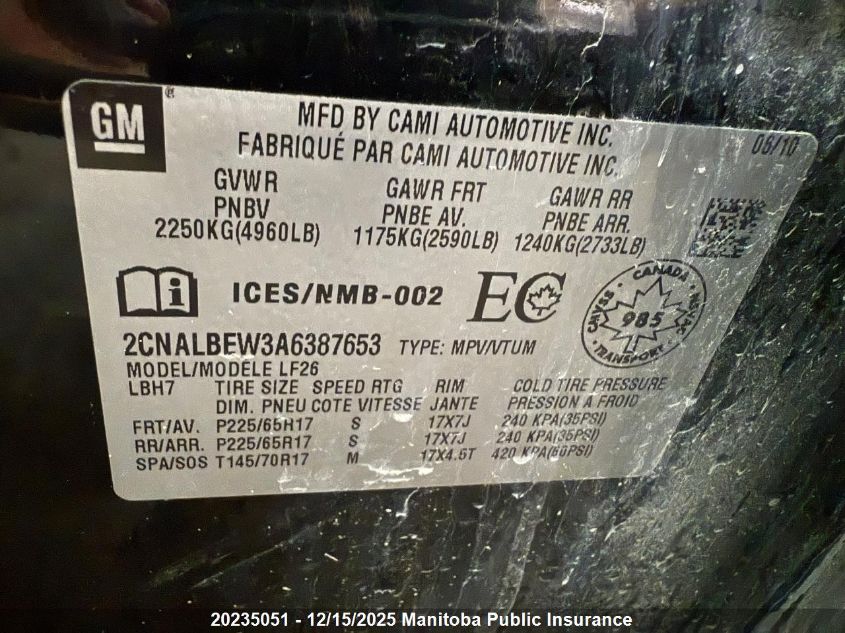 GM
MFD BY CAMI AUTOMOTIVE INC.
FABRIQUÉ PAR CAMI AUTOMOTIVE INC.
06/10
GVWR GAWR FRT GAWR RR
PNBV PNBE AV. PNBE ARR.
2250KG(4960LB) 1175KG(2590LB) 1240KG(2733LB)
i ICES/NMB-002 EC
CANADA
CMVSS 985 NSVAC
TRANSPORT
2CNALBEW3A6387653 TYPE: MPV/VTUM
MODEL/MODÈLE LF26
LBH7 TIRE SIZE SPEED RTG RIM COLD TIRE PRESSURE
DIM. PNEU COTE VITESSE JANTE PRESSION A FROID
FRT/AV. P225/65R17 S 17X7J 240 KPA(35PSI)
RR/ARR. P225/65R17 S 17X7J 240 KPA(35PSI)
SPA/SOS T145/70R17 M 17X4.5T 420 KPA(60PSI)
20235051 - 12/15/2025 Manitoba Public Insurance